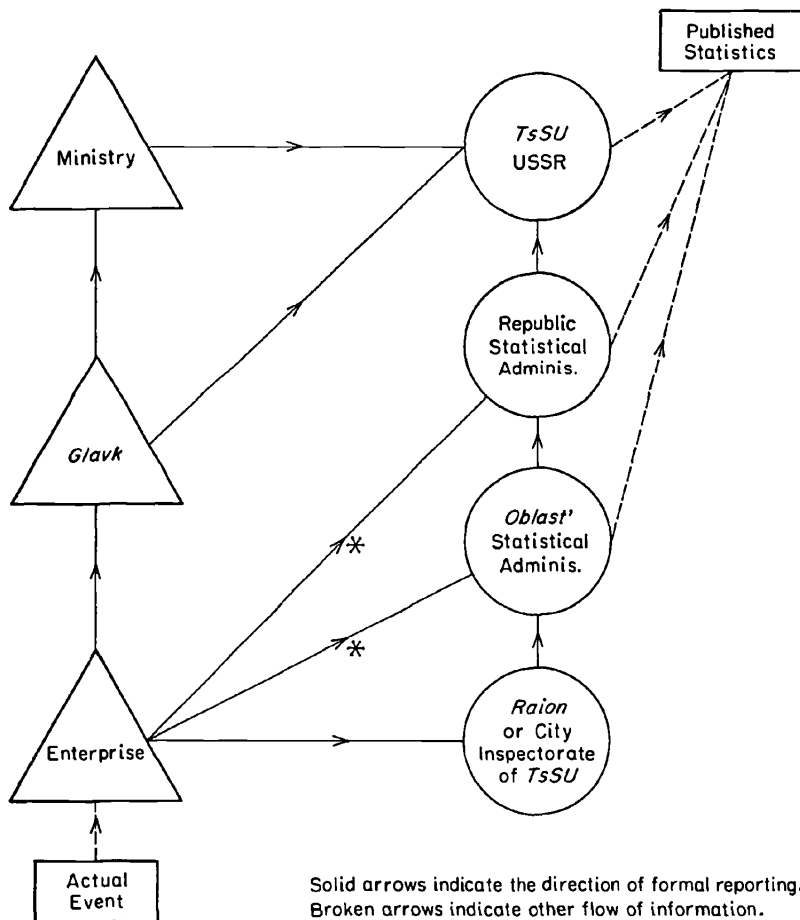 Published
Statistics
Ministry
TsSU
USSR
Republic
Statistical
Adminis.
Glavk
Oblast'
Statistical
Adminis.
*
*
Enterprise
Raion
or City
Inspectorate
of TsSU
Actual
Event
Solid arrows indicate the direction of formal reporting.
Broken arrows indicate other flow of information.